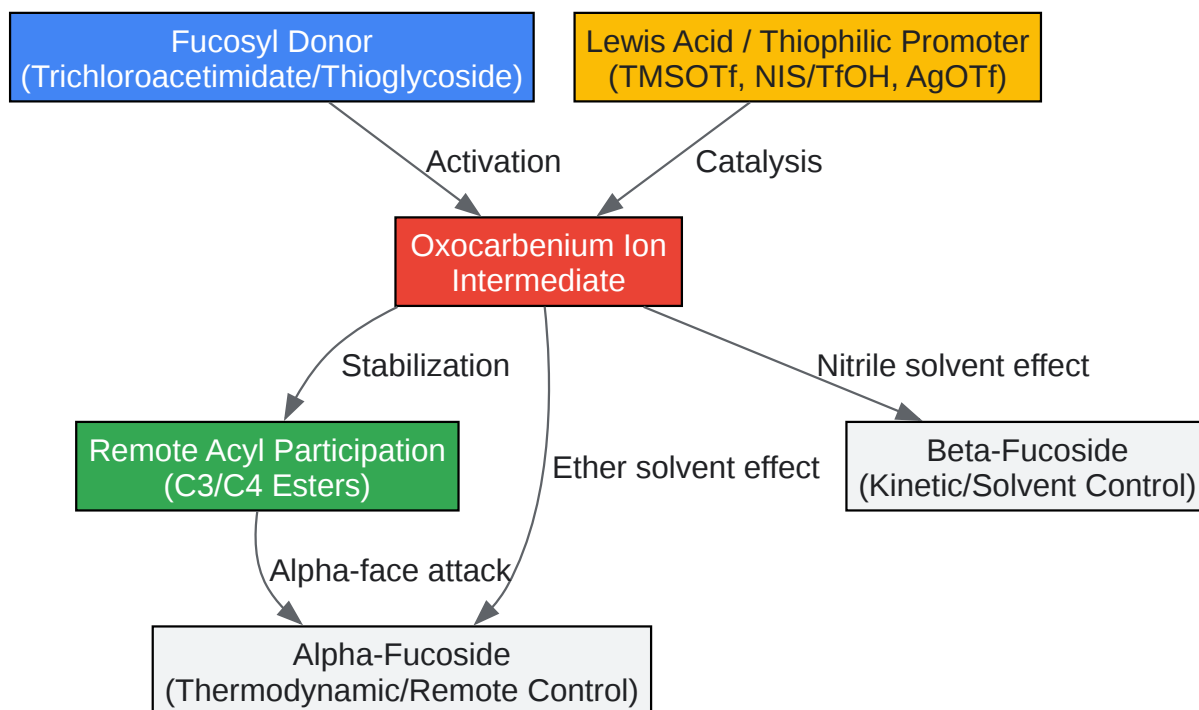 Fucosyl Donor
(Trichloroacetimidate/Thioglycoside)
Lewis Acid / Thiophilic Promoter
(TMSOTf, NIS/TfOH, AgOTf)
Activation
Catalysis
Oxocarbenium Ion
Intermediate
Stabilization
Nitrile solvent effect
Remote Acyl Participation
(C3/C4 Esters)
Ether solvent effect
Beta-Fucoside
(Kinetic/Solvent Control)
Alpha-face attack
Alpha-Fucoside
(Thermodynamic/Remote Control)